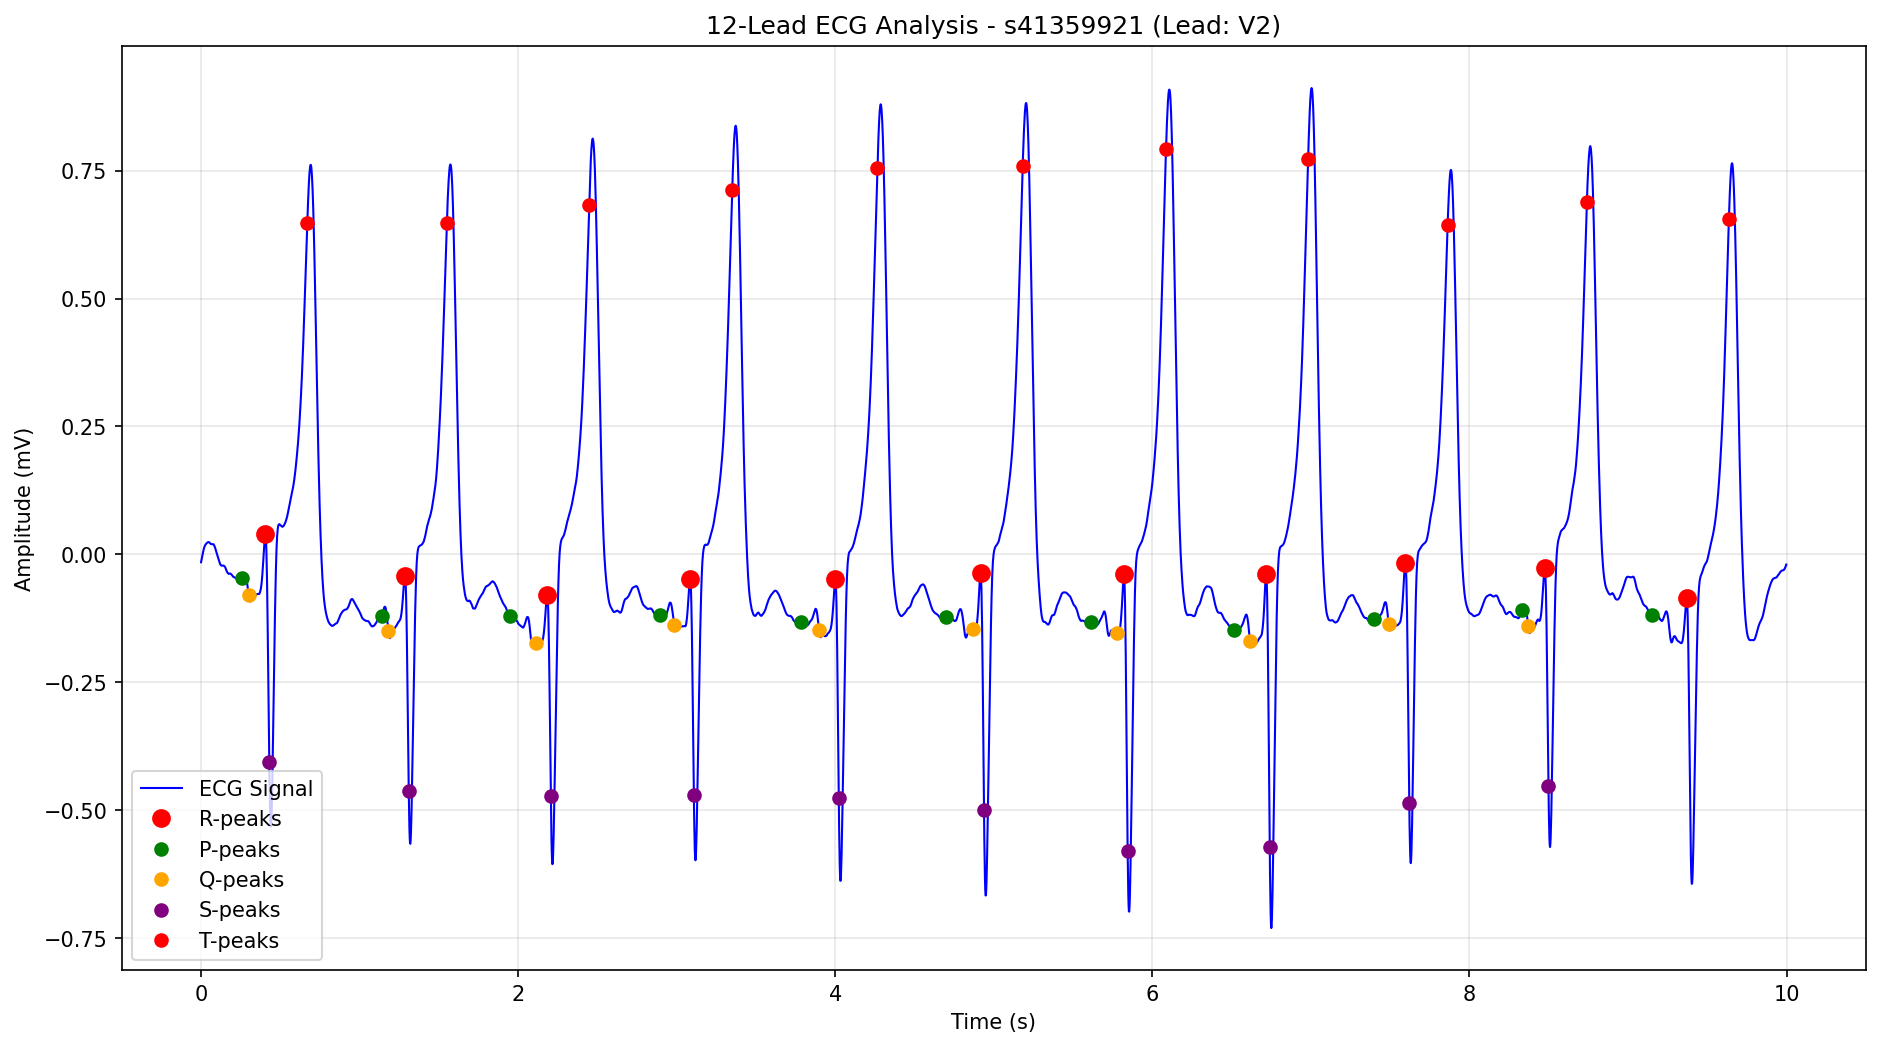 12-Lead ECG Analysis - s41359921 (Lead: V2)
Amplitude (mV)
0.75
0.50
0.25
0.00
−0.25
−0.50
−0.75
ECG Signal
R-peaks
P-peaks
Q-peaks
S-peaks
T-peaks
0 2 4 6 8 10
Time (s)